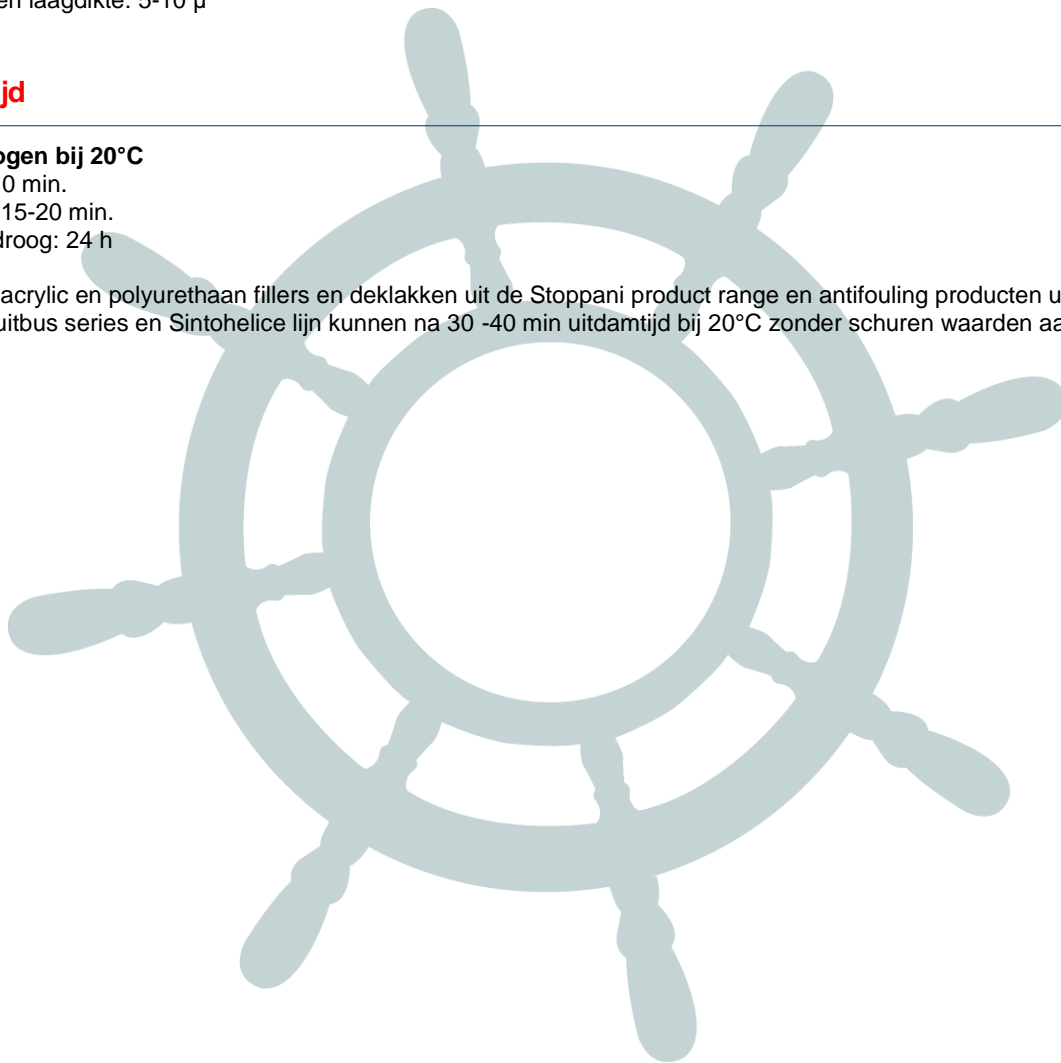 en laagdikte: 5-10 µ
jd
ogen bij 20°C
0 min.
15-20 min.
droog: 24 h
acrylic en polyurethaan fillers en deklakken uit de Stoppani product range en antifouling producten u
uitbus series en Sintohelice lijn kunnen na 30 -40 min uitdamtijd bij 20°C zonder schuren waarden aa